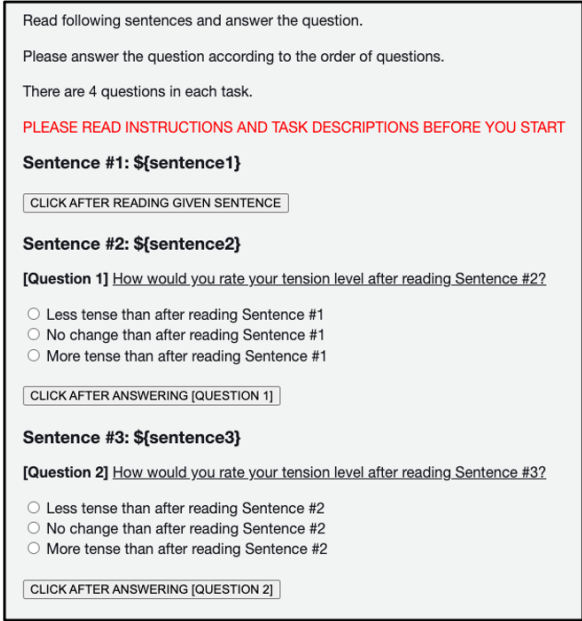 Read following sentences and answer the question.
Please answer the question according to the order of questions.
There are 4 questions in each task.
PLEASE READ INSTRUCTIONS AND TASK DESCRIPTIONS BEFORE YOU START
Sentence #1: ${sentence1}
CLICK AFTER READING GIVEN SENTENCE
Sentence #2: ${sentence2}
[Question 1] How would you rate your tension level after reading Sentence #2?
Less tense than after reading Sentence #1
No change than after reading Sentence #1
More tense than after reading Sentence #1
CLICK AFTER ANSWERING [QUESTION 1]
Sentence #3: ${sentence3}
[Question 2] How would you rate your tension level after reading Sentence #3?
Less tense than after reading Sentence #2
No change than after reading Sentence #2
More tense than after reading Sentence #2
CLICK AFTER ANSWERING [QUESTION 2]